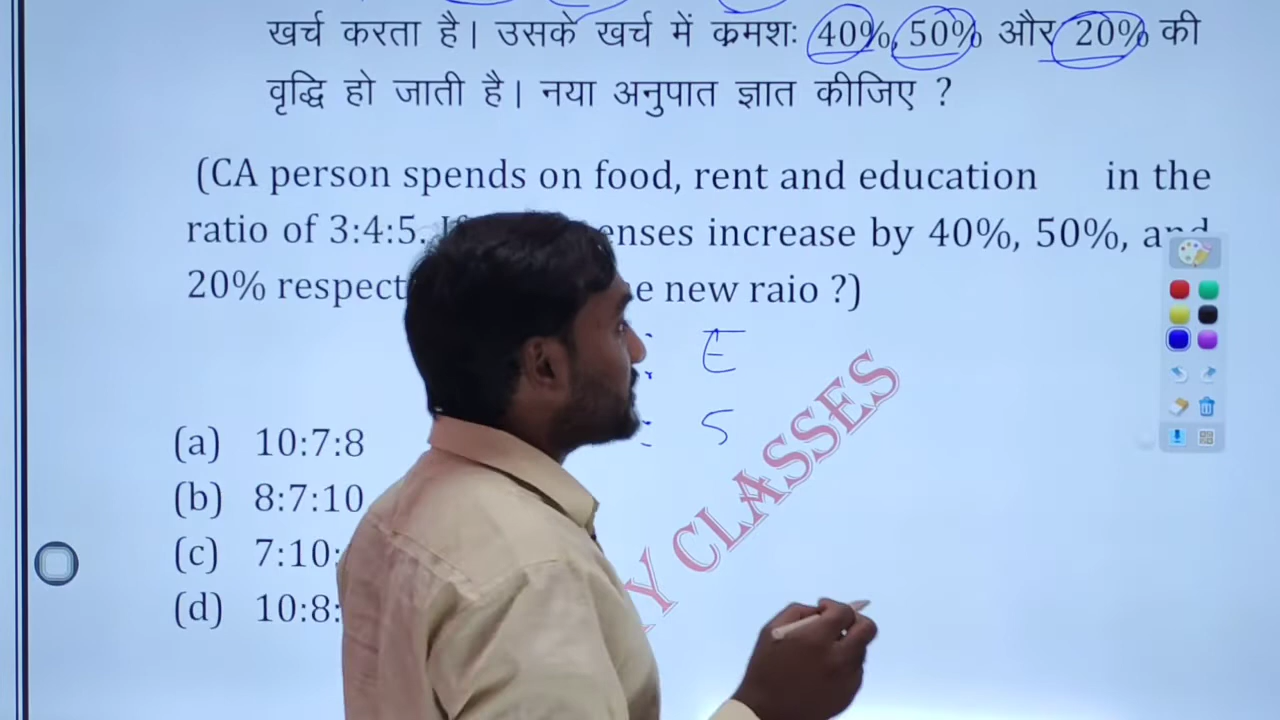 खर्च करता है। उसके खर्च में क्रमशः 40%, 50% और 20% की
वृद्धि हो जाती है। नया अनुपात ज्ञात कीजिए ?
(CA person spends on food, rent and education in the
ratio of 3:4:5. increase by 40%, 50%, and
20% new raio ?)
: E
: 5
(a) 10:7:8
(b) 8:7:10
(c) 7:10:
(d) 10:8:
CLASSES